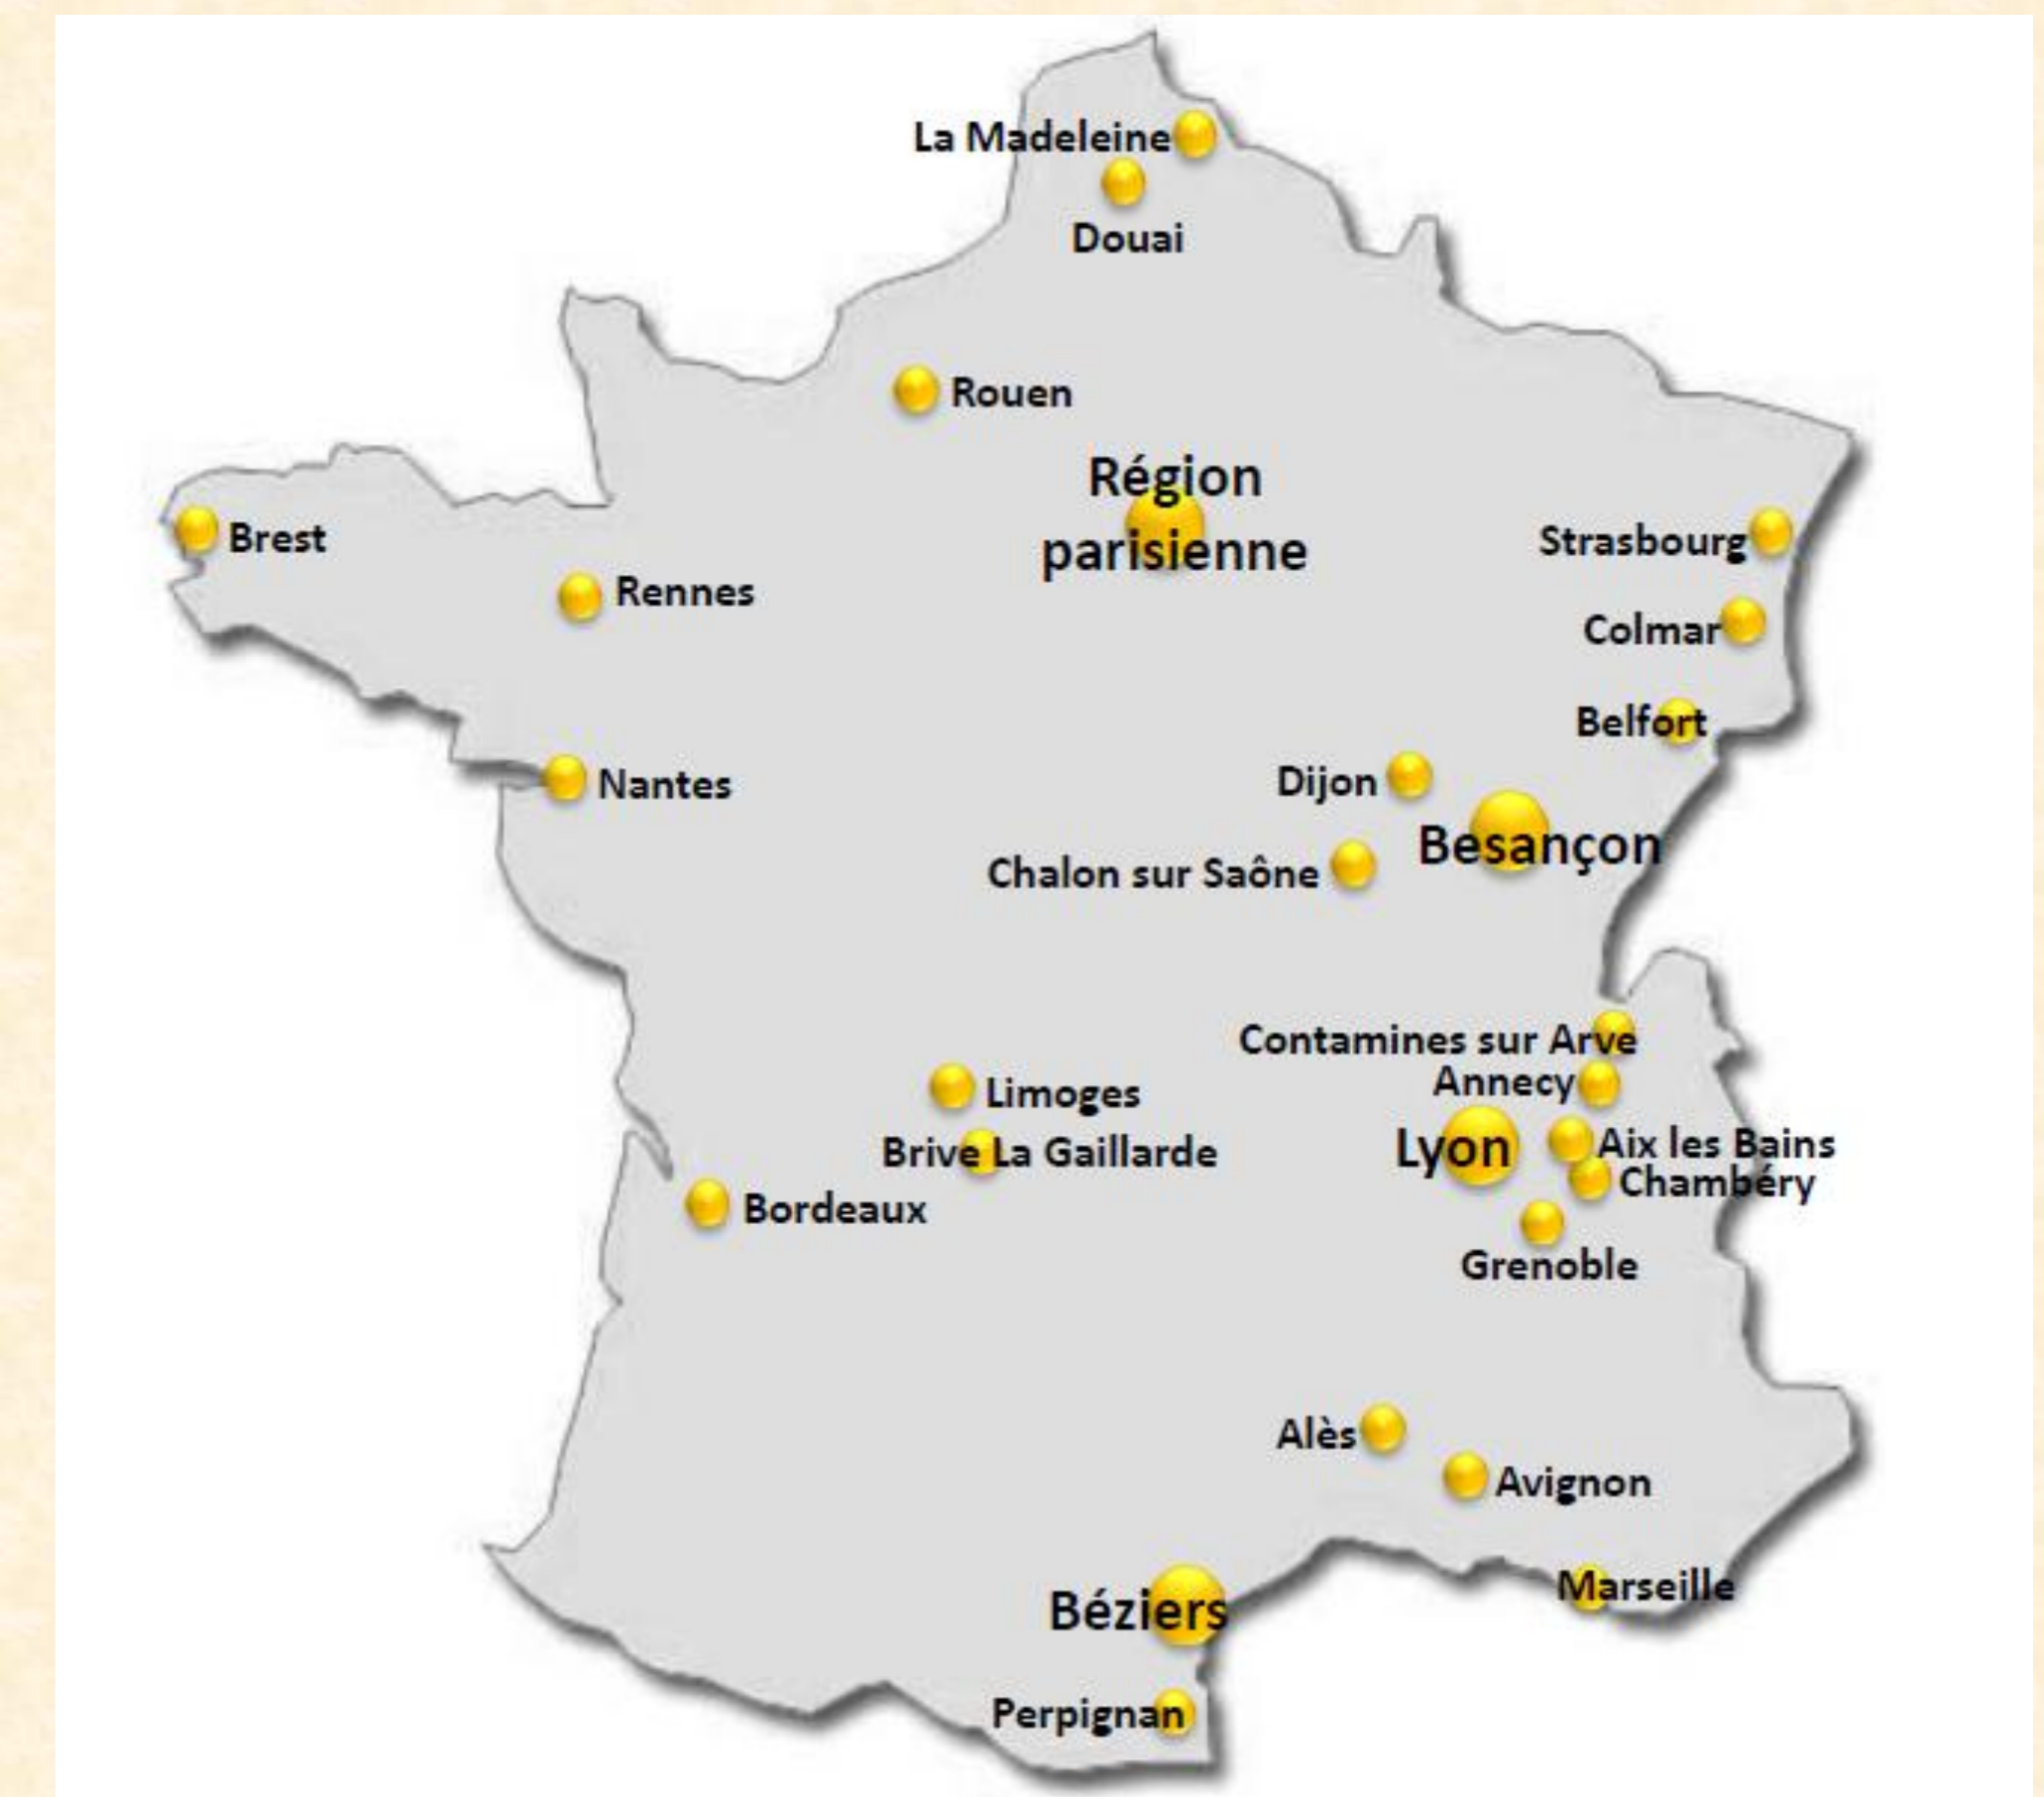 La Madeleine
Douai
Rouen
Région
parisienne
Brest
Strasbourg
Rennes
Colmar
Belfort
Dijon
Nantes
Besançon
Chalon sur Saône
Contamines sur Arve
Annecy
Limoges
Lyon
Aix les Bains
Brive La Gaillarde
Chambéry
Bordeaux
Grenoble
Alès
Avignon
Marseille
Béziers
Perpignan